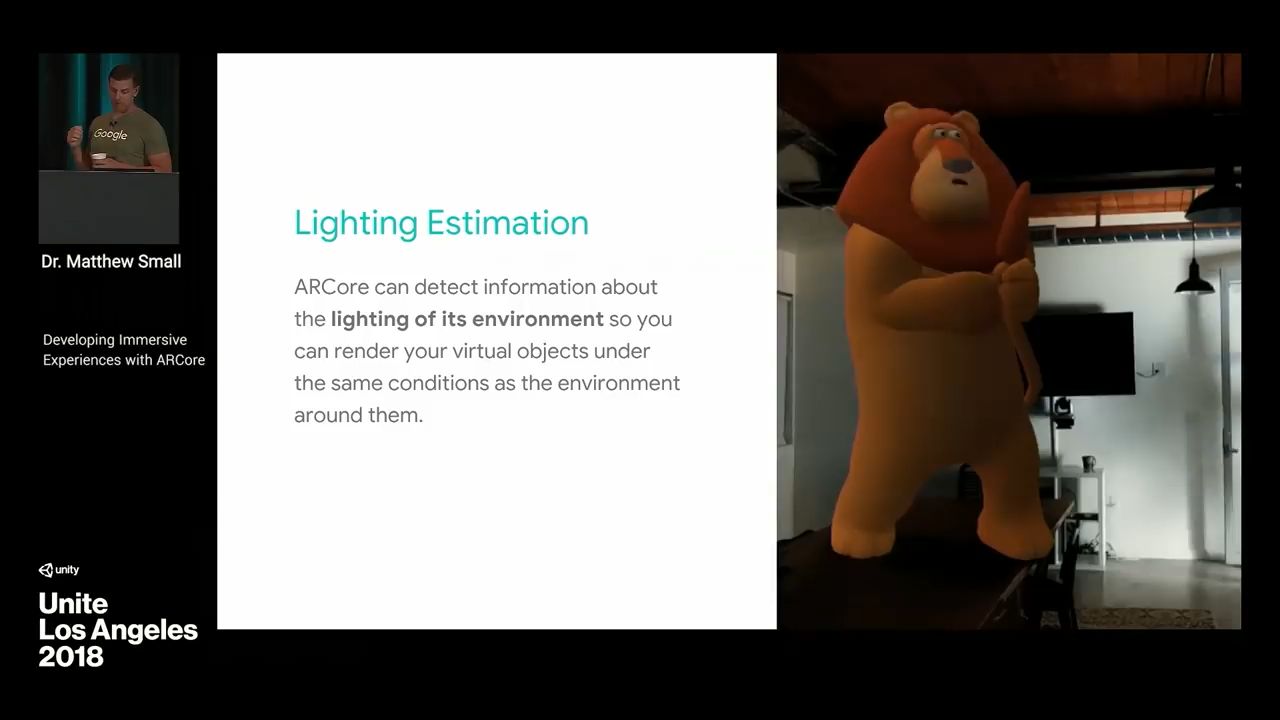 Google
Dr. Matthew Small
Developing Immersive
Experiences with ARCore
unity
Unite
Los Angeles
2018
Lighting Estimation
ARCore can detect information about
the lighting of its environment so you
can render your virtual objects under
the same conditions as the environment
around them.